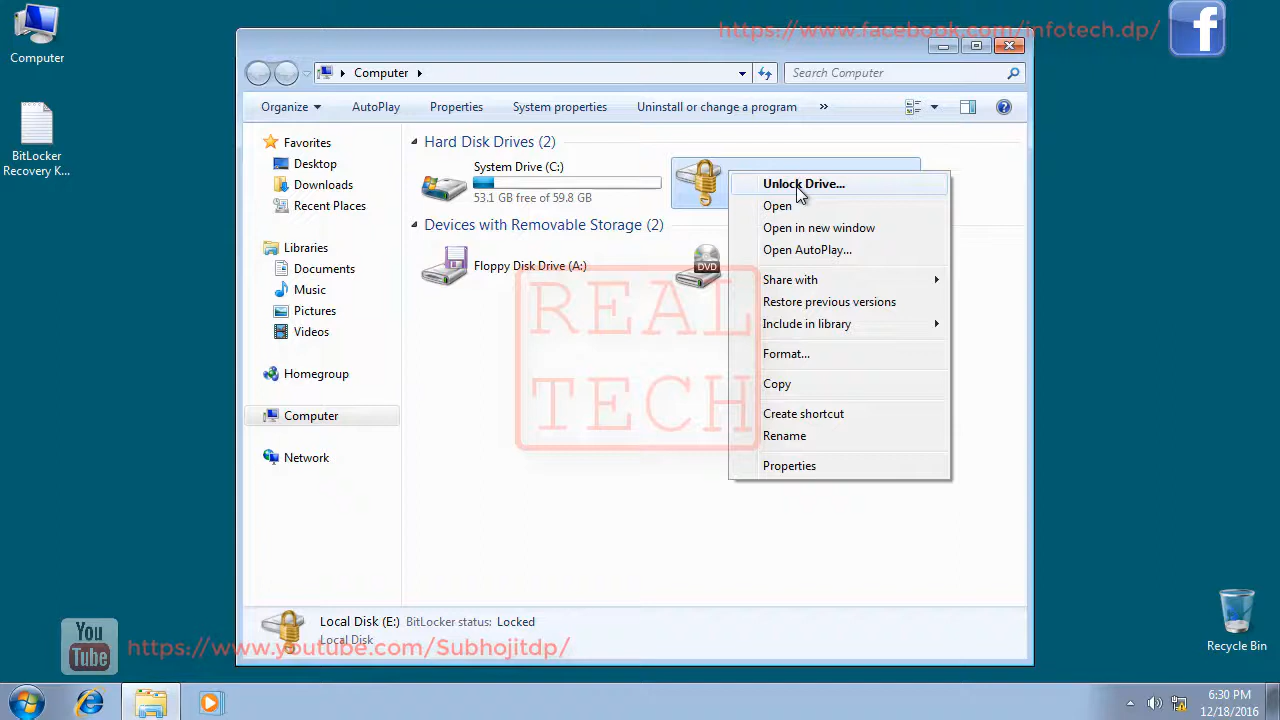 https://www.facebook.com/infotech.dp/
f
Computer
BitLocker
Recovery K...
Computer
Search Computer
Organize
AutoPlay
Properties
System properties
Uninstall or change a program
»
Favorites
Desktop
Downloads
Recent Places
Libraries
Documents
Music
Pictures
Videos
Homegroup
Computer
Network
Hard Disk Drives (2)
System Drive (C:)
53.1 GB free of 59.8 GB
Devices with Removable Storage (2)
Floppy Disk Drive (A:)
DVD
Unlock Drive...
Open
Open in new window
Open AutoPlay...
Share with
Restore previous versions
Include in library
Format...
Copy
Create shortcut
Rename
Properties
REAL
TECH
Local Disk (E:) BitLocker status: Locked
Local Disk
You
Tube
https://www.youtube.com/Subhojitdp/
Recycle Bin
6:30 PM
12/18/2016